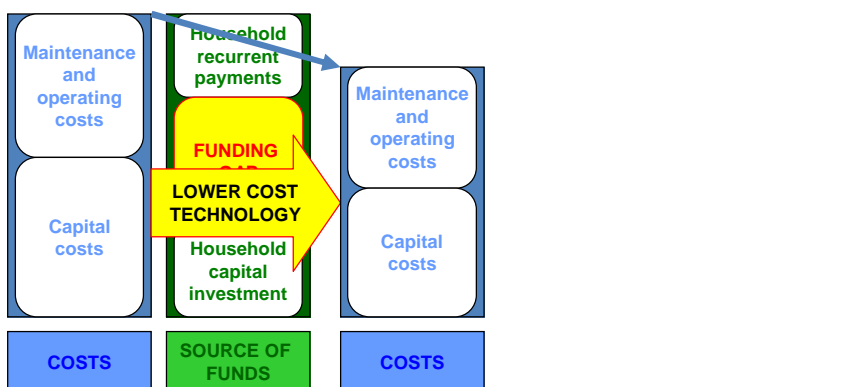 Maintenance
and
operating
costs
Capital
costs
COSTS
Household
recurrent
payments
FUNDING
LOWER COST
TECHNOLOGY
Household
capital
investment
SOURCE OF
FUNDS
Maintenance
and
operating
costs
Capital
costs
COSTS